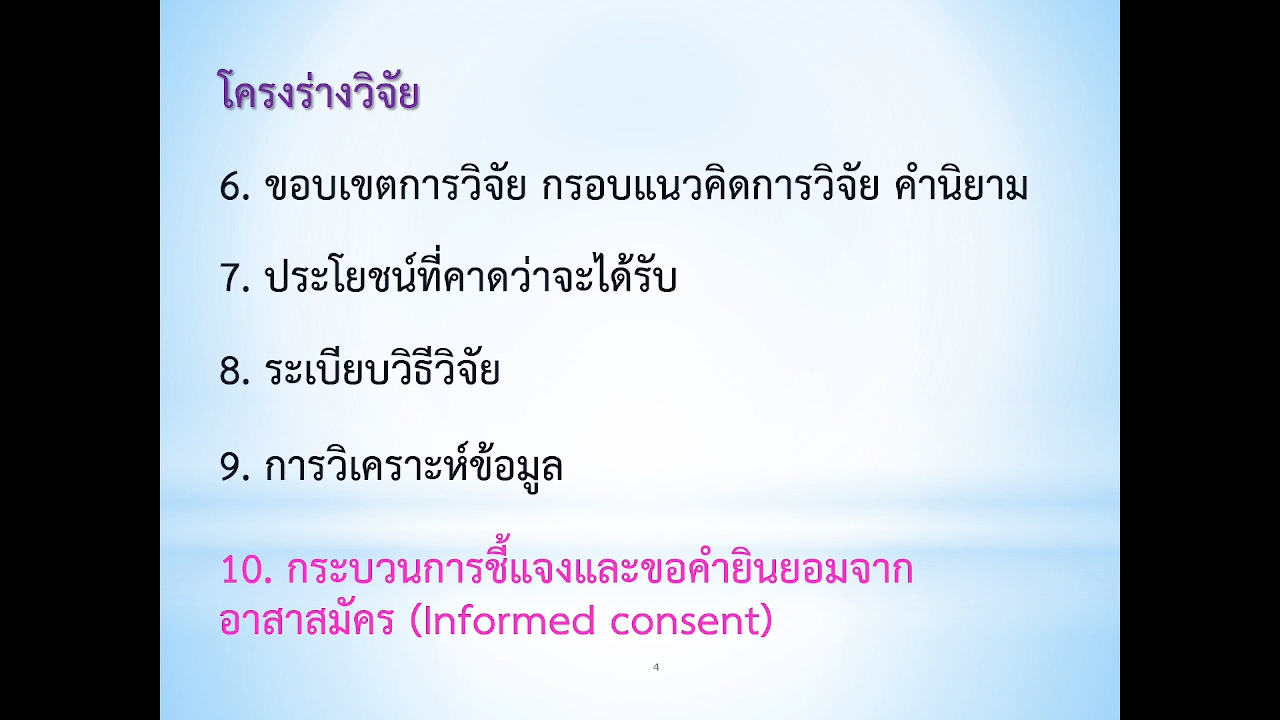 โครงร่างวิจัย
6. ขอบเขตการวิจัย กรอบแนวคิดการวิจัย คำนิยาม
7. ประโยชน์ที่คาดว่าจะได้รับ
8. ระเบียบวิธีวิจัย
9. การวิเคราะห์ข้อมูล
10. กระบวนการชี้แจงและขอคำยินยอมจาก
อาสาสมัคร (Informed consent)
4